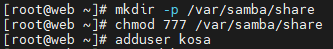 [root@web ~]# mkdir -p /var/samba/share
[root@web ~]# chmod 777 /var/samba/share
[root@web ~]# adduser kosa